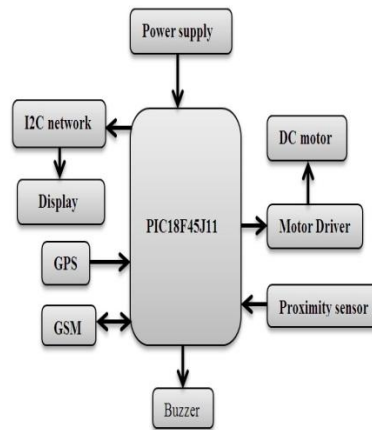 Power supply
I2C network
DC motor
Display
PIC18F45J11
Motor Driver
GPS
Proximity sensor
GSM
Buzzer